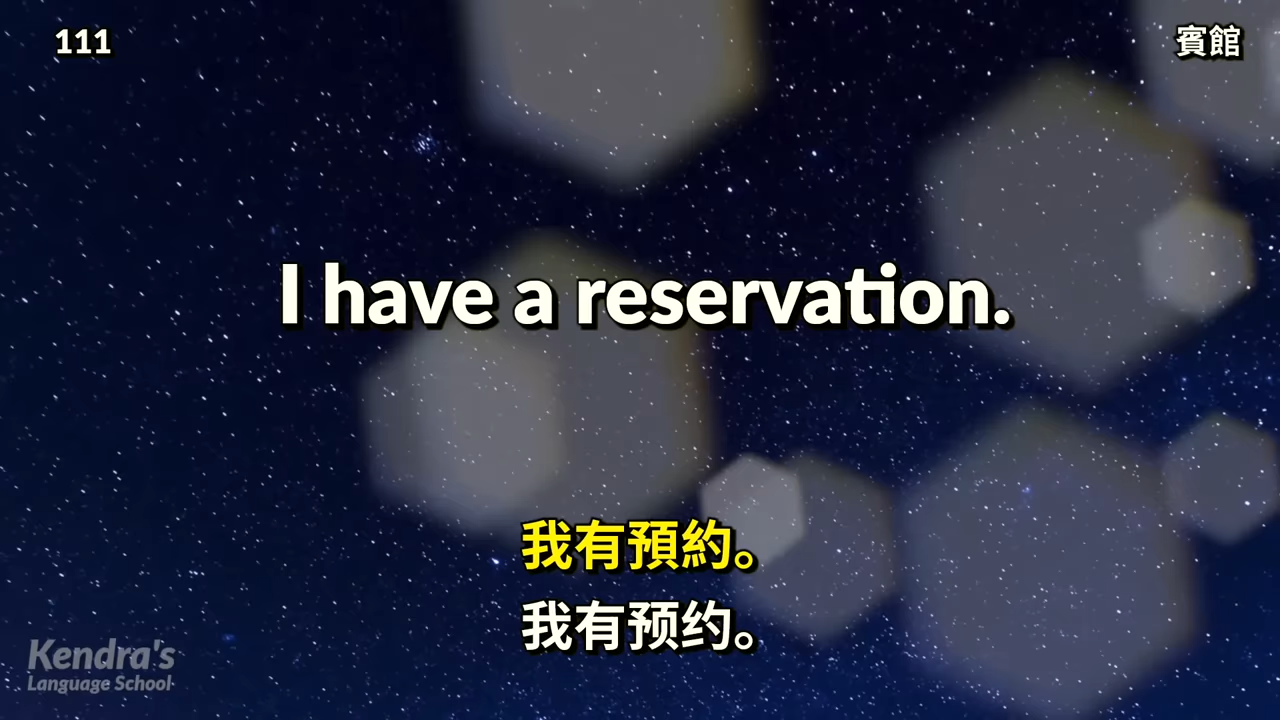 111
賓館
I have a reservation.
我有預約。
我有预约。
Kendra's
Language School